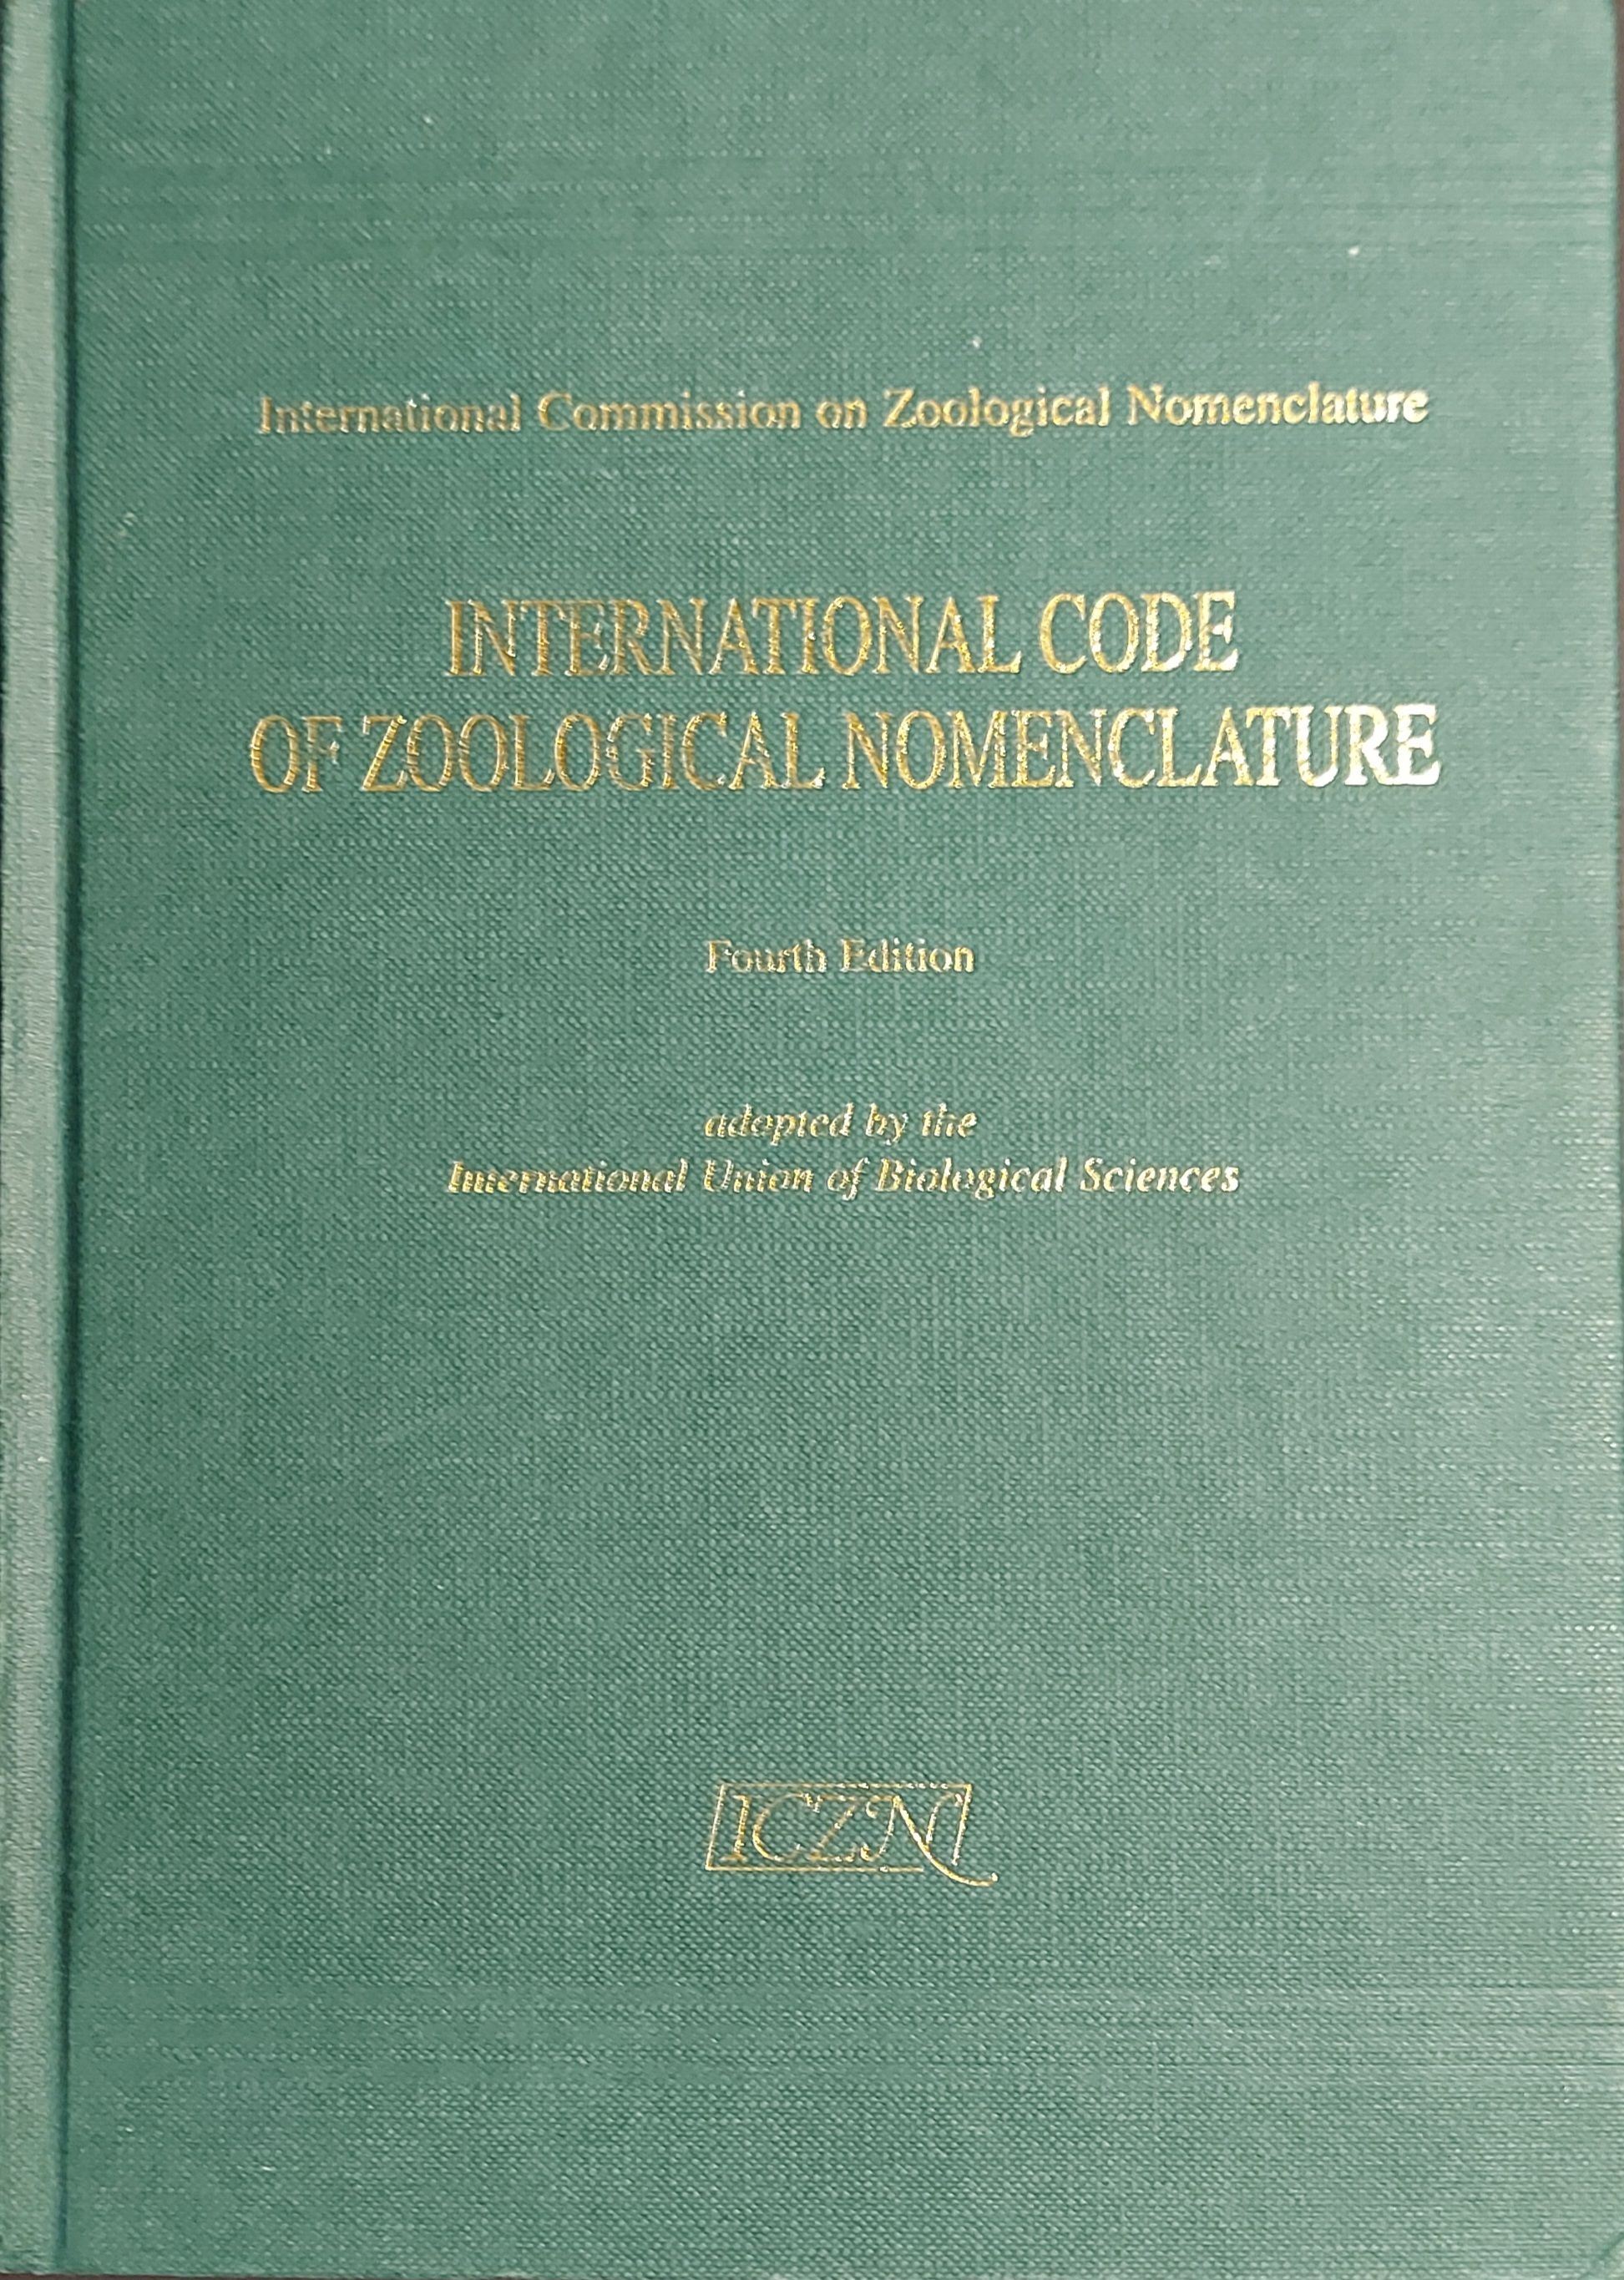 International Commission on Zoological Nomenclature
INTERNATIONAL CODE
OF ZOOLOGICAL NOMENCLATURE
Fourth Edition
adopted by the
International Union of Biological Sciences
ICZN